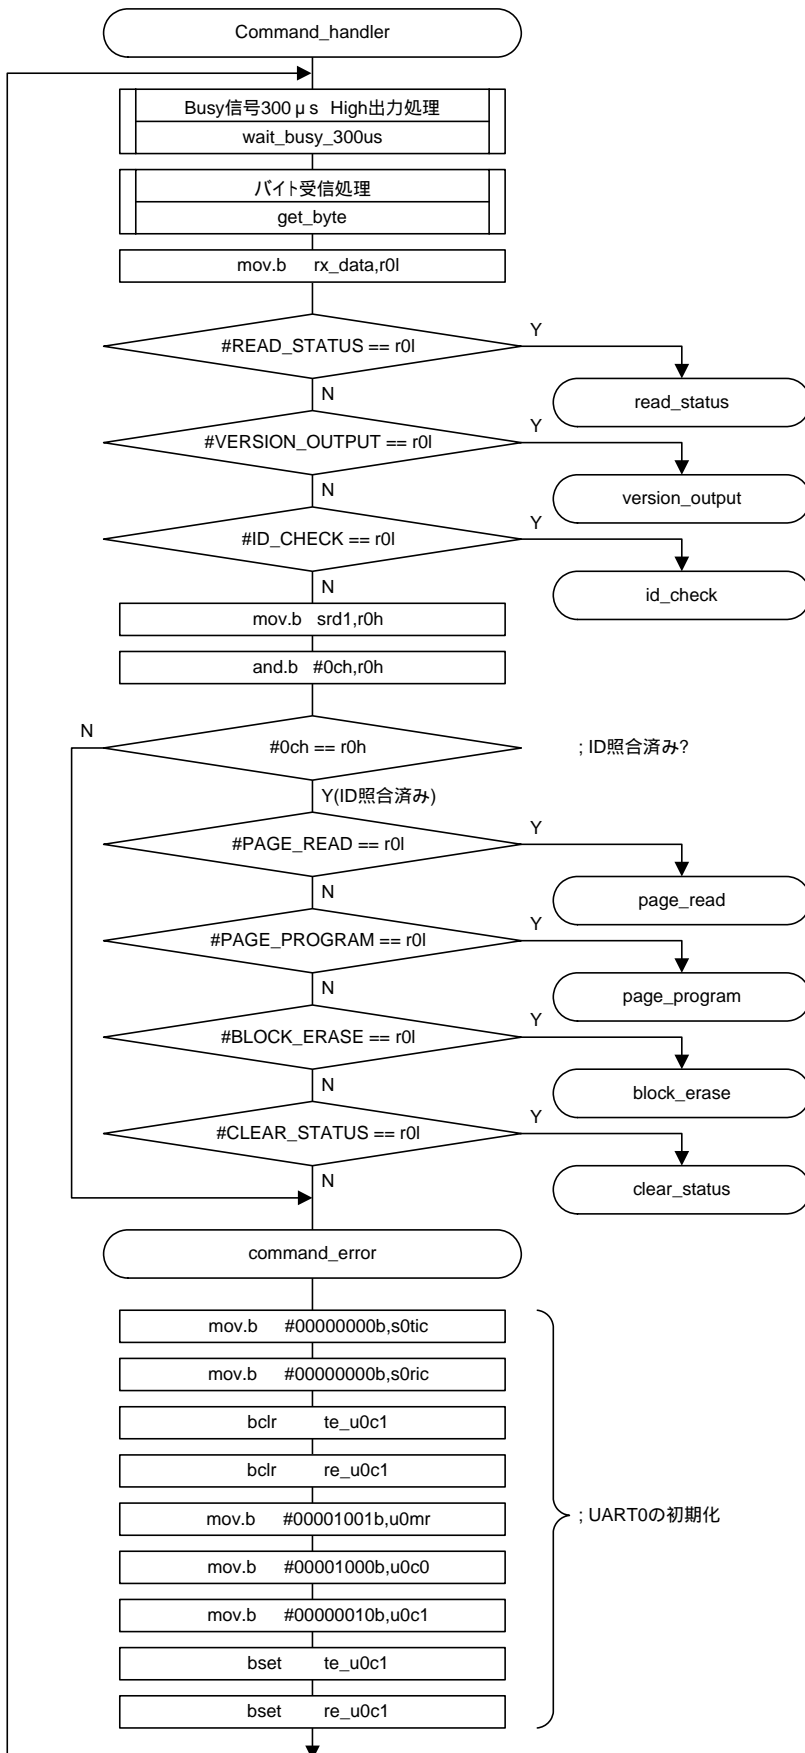 Command_handler
Busy信号300μs High出力処理
wait_busy_300us
バイト受信処理
get_byte
mov.b rx_data,r0l
#READ_STATUS == r0l
Y
read_status
N
#VERSION_OUTPUT == r0l
Y
version_output
N
#ID_CHECK == r0l
Y
id_check
N
mov.b srd1,r0h
and.b #0ch,r0h
N
#0ch == r0h
; ID照合済み?
Y(ID照合済み)
#PAGE_READ == r0l
Y
page_read
N
#PAGE_PROGRAM == r0l
Y
page_program
N
#BLOCK_ERASE == r0l
Y
block_erase
N
#CLEAR_STATUS == r0l
Y
clear_status
N
command_error
mov.b #00000000b,s0tic
mov.b #00000000b,s0ric
bclr te_u0c1
bclr re_u0c1
mov.b #00001001b,u0mr
; UART0の初期化
mov.b #00001000b,u0c0
mov.b #00000010b,u0c1
bset te_u0c1
bset re_u0c1